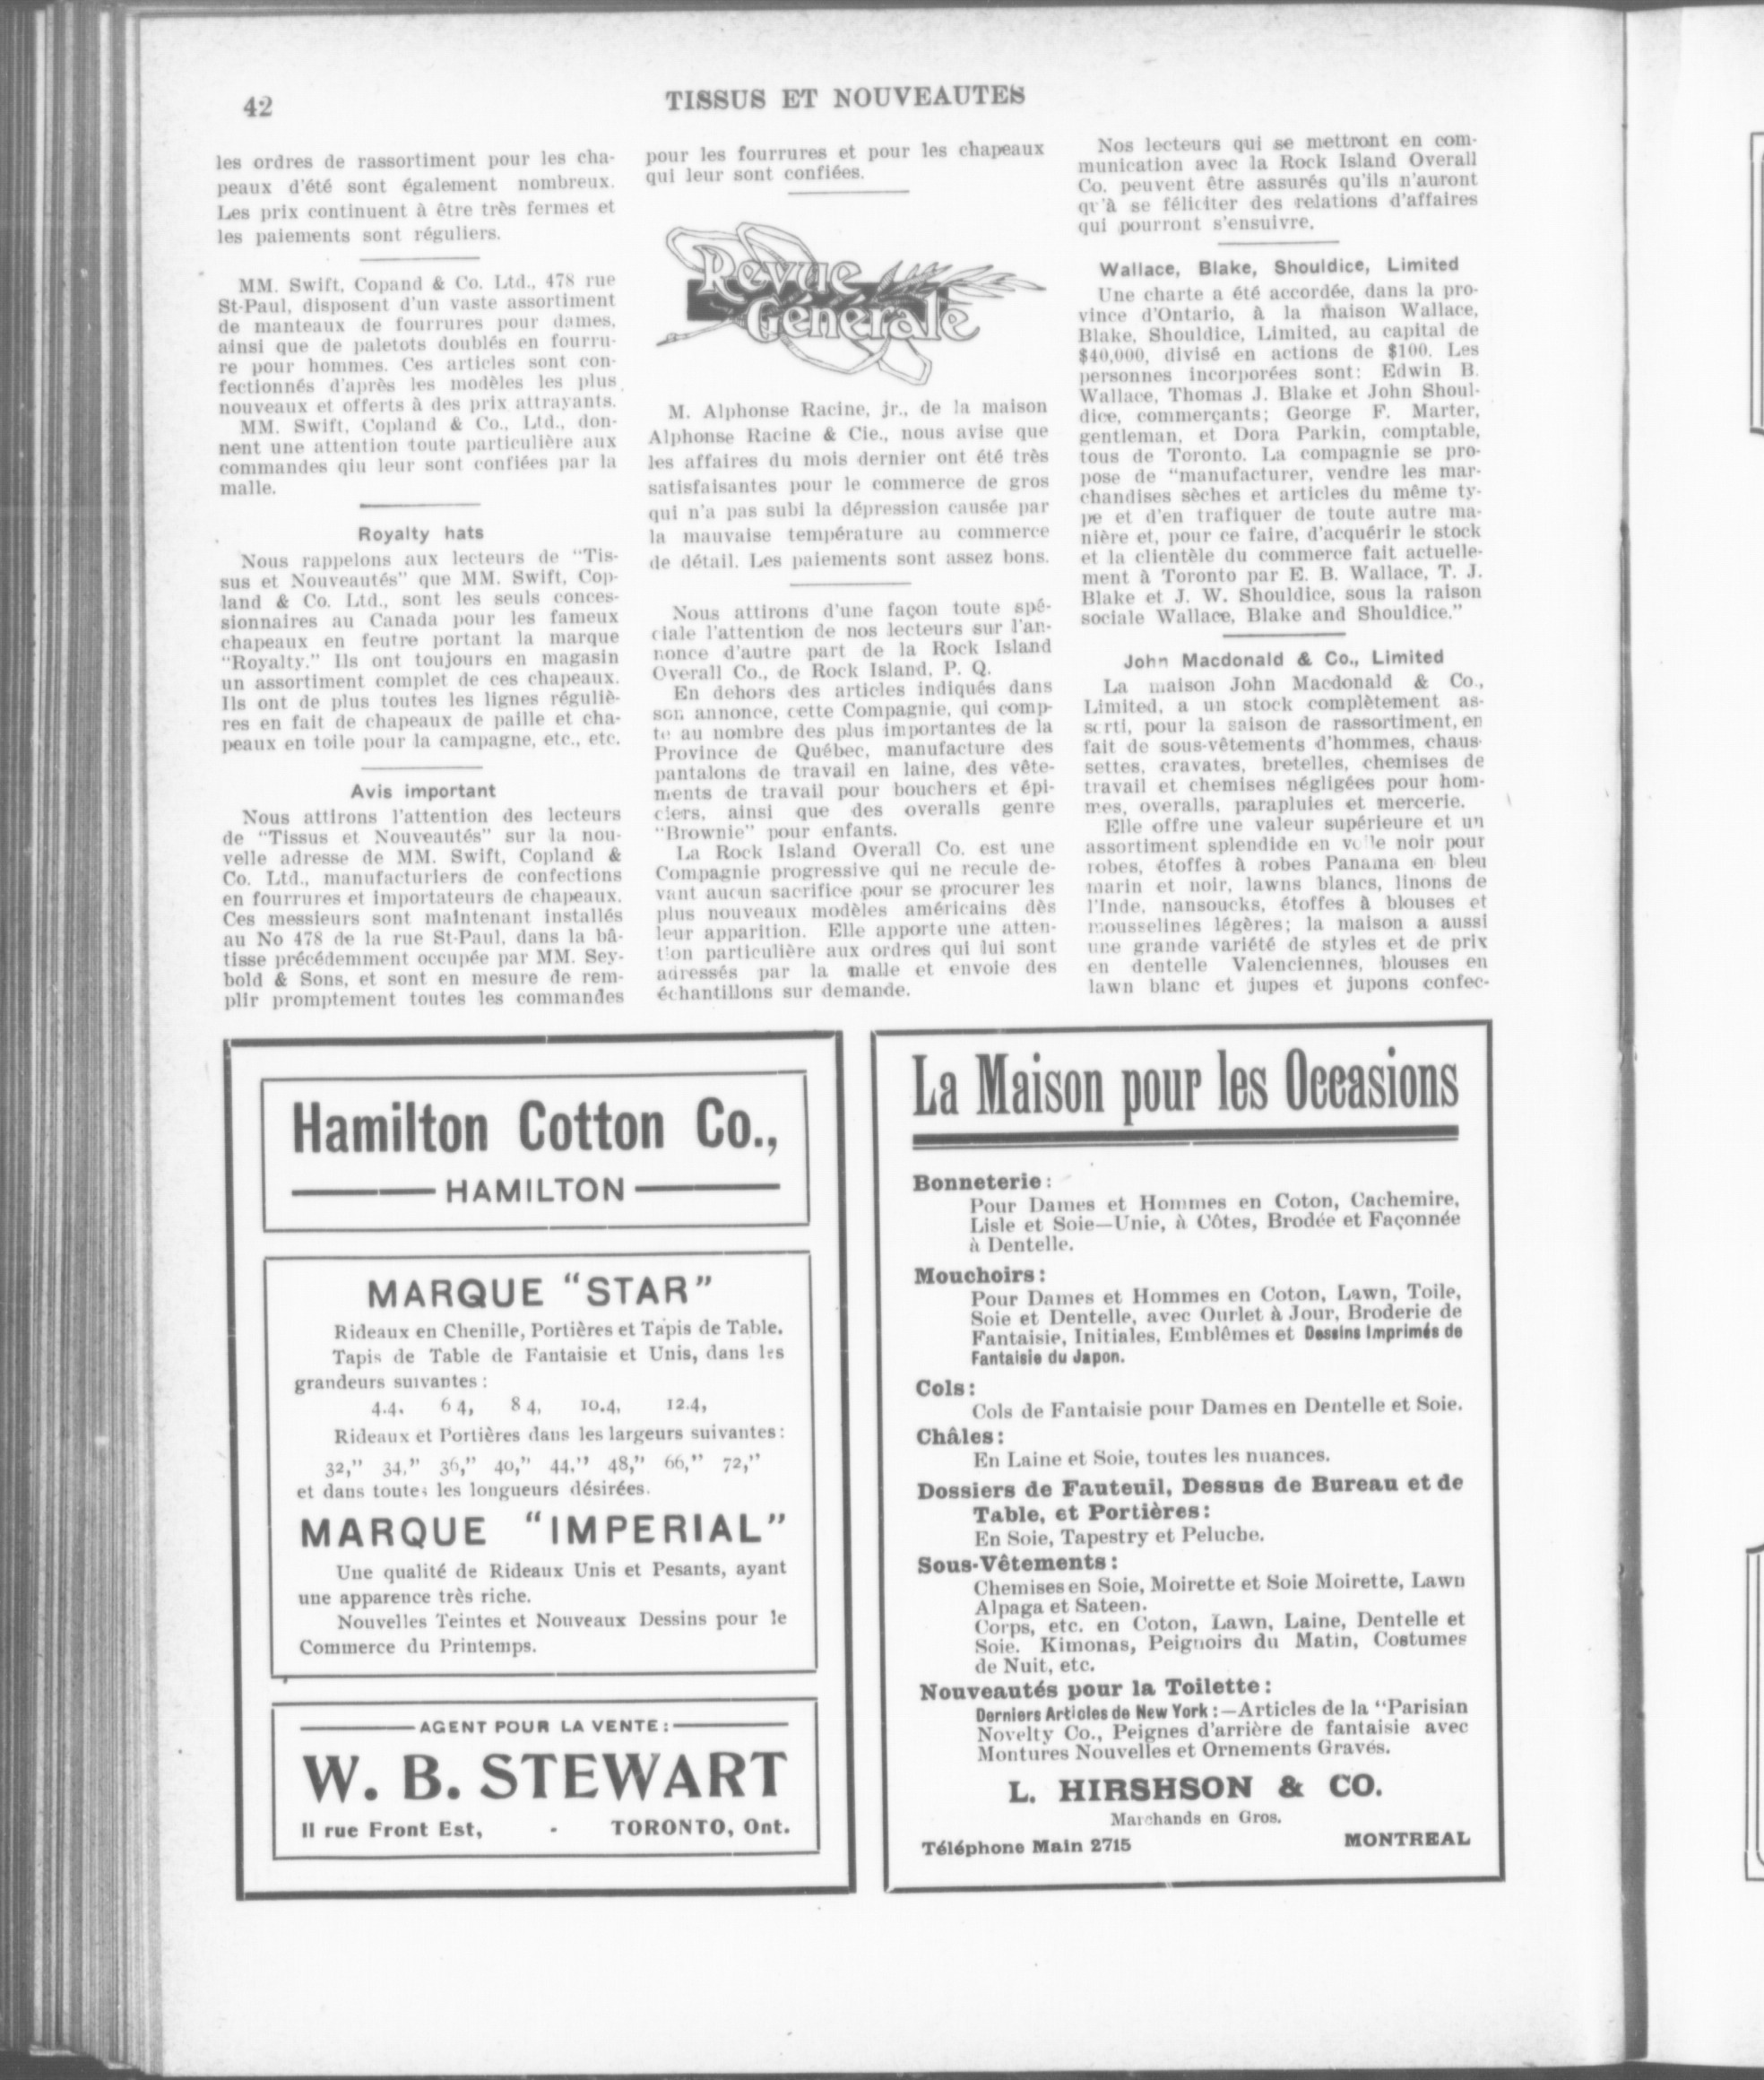 42
TISSUS ET NOUVEAUTES
les ordres de rassortiment pour les cha-
peaux d'été sont également nombreux.
Les prix continuent à être très fermes et
les paiements sont réguliers.
MM. Swift, Copand & Co. Ltd., 478 rue
St-Paul, disposent d'un vaste assortiment
de manteaux de fourrures pour dames,
ainsi que de paletots doublés en fourru-
re pour hommes. Ces articles sont con-
fectionnés d'après les modèles les plus
nouveaux et offerts à des prix attrayants.
MM. Swift, Copland & Co., Ltd., don-
nent une attention toute particulière aux
commandes qiu leur sont confiées par la
malle.
Royalty hats
Nous rappelons aux lecteurs de "Tis-
sus et Nouveautés" que MM. Swift, Cop-
land & Co. Ltd., sont les seuls conces-
sionnaires au Canada pour les fameux
chapeaux en feutre portant la marque
"Royalty." Ils ont toujours en magasin
un assortiment complet de ces chapeaux.
Ils ont de plus toutes les lignes réguliè-
res en fait de chapeaux de paille et cha-
peaux en toile pour la campagne, etc., etc.
Avis important
Nous attirons l'attention des lecteurs
de "Tissus et Nouveautés" sur la nou-
velle adresse de MM. Swift, Copland &
Co. Ltd., manufacturiers de confections
en fourrures et importateurs de chapeaux.
Ces messieurs sont maintenant installés
au No 478 de la rue St-Paul, dans la bâ-
tisse précédemment occupée par MM. Sey-
bold & Sons, et sont en mesure de rem-
plir promptement toutes les commandes
pour les fourrures et pour les chapeaux
qui leur sont confiées.
Revue
Générale
M. Alphonse Racine, jr., de la maison
Alphonse Racine & Cie., nous avise que
les affaires du mois dernier ont été très
satisfaisantes pour le commerce de gros
qui n'a pas subi la dépression causée par
la mauvaise température au commerce
de détail. Les paiements sont assez bons.
Nous attirons d'une façon toute spé-
ciale l'attention de nos lecteurs sur l'an-
nonce d'autre part de la Rock Island
Overall Co., de Rock Island, P. Q.
En dehors des articles indiqués dans
son annonce, cette Compagnie, qui comp-
te au nombre des plus importantes de la
Province de Québec, manufacture des
pantalons de travail en laine, des vête-
ments de travail pour bouchers et épi-
ciers, ainsi que des overalls genre
"Brownie" pour enfants.
La Rock Island Overall Co. est une
Compagnie progressive qui ne recule de-
vant aucun sacrifice pour se procurer les
plus nouveaux modèles américains dès
leur apparition. Elle apporte une atten-
tion particulière aux ordres qui lui sont
adressés par la malle et envoie des
échantillons sur demande.
Nos lecteurs qui se mettront en com-
munication avec la Rock Island Overall
Co. peuvent être assurés qu'ils n'auront
qu'à se féliciter des relations d'affaires
qui pourront s'ensuivre.
Wallace, Blake, Shouldice, Limited
Une charte a été accordée, dans la pro-
vince d'Ontario, à la maison Wallace,
Blake, Shouldice, Limited, au capital de
$40,000, divisé en actions de $100. Les
personnes incorporées sont: Edwin B.
Wallace, Thomas J. Blake et John Shoul-
dice, commerçants; George F. Marter,
gentleman, et Dora Parkin, comptable,
tous de Toronto. La compagnie se pro-
pose de "manufacturer, vendre les mar-
chandises sèches et articles du même ty-
pe et d'en trafiquer de toute autre ma-
nière et, pour ce faire, d'acquérir le stock
et la clientèle du commerce fait actuelle-
ment à Toronto par E. B. Wallace, T. J.
Blake et J. W. Shouldice, sous la raison
sociale Wallace, Blake and Shouldice."
John Macdonald & Co., Limited
La maison John Macdonald & Co.,
Limited, a un stock complètement as-
sorti, pour la saison de rassortiment, en
fait de sous-vêtements d'hommes, chaus-
settes, cravates, bretelles, chemises de
travail et chemises négligées pour hom-
mes, overalls, parapluies et mercerie.
Elle offre une valeur supérieure et un
assortiment splendide en voile noir pour
robes, étoffes à robes Panama en bleu
marin et noir, lawns blancs, linons de
l'Inde, nansoucks, étoffes à blouses et
mousselines légères; la maison a aussi
une grande variété de styles et de prix
en dentelle Valenciennes, blouses en
lawn blanc et jupes et jupons confec-
Hamilton Cotton Co.,
HAMILTON
MARQUE "STAR"
Rideaux en Chenille, Portières et Tapis de Table.
Tapis de Table de Fantaisie et Unis, dans les
grandeurs suivantes :
4.4. 6 4, 8 4, 10.4, 12.4,
Rideaux et Portières dans les largeurs suivantes :
32," 34," 36," 40," 44," 48," 66," 72,"
et dans toutes les longueurs désirées.
MARQUE "IMPERIAL"
Une qualité de Rideaux Unis et Pesants, ayant
une apparence très riche.
Nouvelles Teintes et Nouveaux Dessins pour le
Commerce du Printemps.
AGENT POUR LA VENTE :
W. B. STEWART
11 rue Front Est, - TORONTO, Ont.
La Maison pour les Occasions
Bonneterie :
Pour Dames et Hommes en Coton, Cachemire,
Lisle et Soie—Unie, à Côtes, Brodée et Façonnée
à Dentelle.
Mouchoirs :
Pour Dames et Hommes en Coton, Lawn, Toile,
Soie et Dentelle, avec Ourlet à Jour, Broderie de
Fantaisie, Initiales, Emblêmes et Dessins Imprimés de
Fantaisie du Japon.
Cols :
Cols de Fantaisie pour Dames en Dentelle et Soie.
Châles :
En Laine et Soie, toutes les nuances.
Dossiers de Fauteuil, Dessus de Bureau et de
Table, et Portières :
En Soie, Tapestry et Peluche.
Sous-Vêtements :
Chemises en Soie, Moirette et Soie Moirette, Lawn
Alpaga et Sateen.
Corps, etc. en Coton, Lawn, Laine, Dentelle et
Soie. Kimonas, Peignoirs du Matin, Costumes
de Nuit, etc.
Nouveautés pour la Toilette :
Derniers Articles de New York :—Articles de la "Parisian
Novelty Co., Peignes d'arrière de fantaisie avec
Montures Nouvelles et Ornements Gravés.
L. HIRSHSON & CO.
Marchands en Gros.
Téléphone Main 2715 MONTREAL